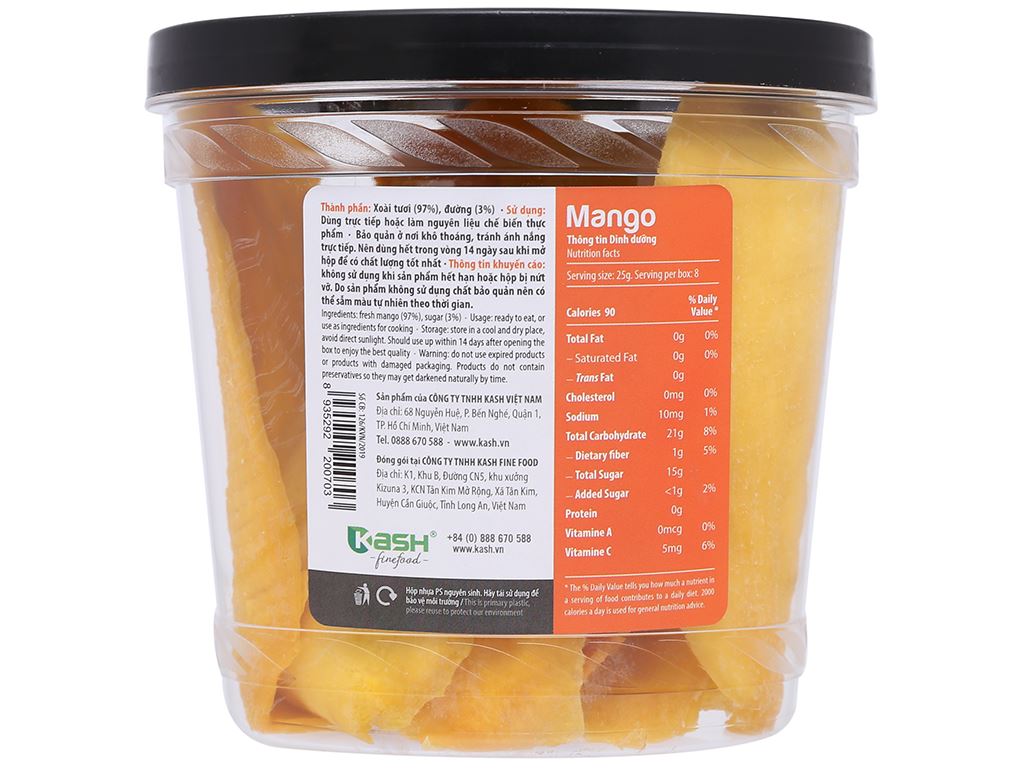 Thành phần: Xoài tươi (97%), đường (3%) · Sử dụng:
Dùng trực tiếp hoặc làm nguyên liệu chế biến thực
phẩm · Bảo quản ở nơi khô thoáng, tránh ánh nắng
trực tiếp. Nên dùng hết trong vòng 14 ngày sau khi mở
hộp để có chất lượng tốt nhất · Thông tin khuyến cáo:
không sử dụng khi sản phẩm hết hạn hoặc hộp bị nứt
vỡ. Do sản phẩm không sử dụng chất bảo quản nên có
thể sẫm màu tự nhiên theo thời gian.
Ingredients: fresh mango (97%), sugar (3%) · Usage: ready to eat, or
use as ingredients for cooking · Storage: store in a cool and dry place,
avoid direct sunlight. Should use up within 14 days after opening the
box to enjoy the best quality · Warning: do not use expired products
or products with damaged packaging. Products do not contain
preservatives so they may get darkened naturally by time.
8 935292 200703
SGCB: 126/KVN/2019
Sản phẩm của CÔNG TY TNHH KASH VIỆT NAM
Địa chỉ: 68 Nguyễn Huệ, P. Bến Nghé, Quận 1,
TP. Hồ Chí Minh, Việt Nam
Tel. 0888 670 588 - www.kash.vn
Đóng gói tại CÔNG TY TNHH KASH FINE FOOD
Địa chỉ: K1, Khu B, Đường CN5, khu xưởng
Kizuna 3, KCN Tân Kim Mở Rộng, Xã Tân Kim,
Huyện Cần Giuộc, Tỉnh Long An, Việt Nam
KASH®
- finefood -
+84 (0) 888 670 588
www.kash.vn
Hộp nhựa PS nguyên sinh. Hãy tái sử dụng để
bảo vệ môi trường / This is primary plastic,
please reuse to protect our environment
Mango
Thông tin Dinh dưỡng
Nutrition facts
Serving size: 25g. Serving per box: 8
% Daily
Calories 90 Value *
Total Fat 0g 0%
– Saturated Fat 0g 0%
– Trans Fat 0g
Cholesterol 0mg 0%
Sodium 10mg 1%
Total Carbohydrate 21g 8%
– Dietary fiber 1g 5%
– Total Sugar 15g
– Added Sugar <1g 2%
Protein 0g
Vitamin A 0mcg 0%
Vitamin C 5mg 6%
* The % Daily Value tells you how much a nutrient in
a serving of food contributes to a daily diet. 2000
calories a day is used for general nutrition advice.